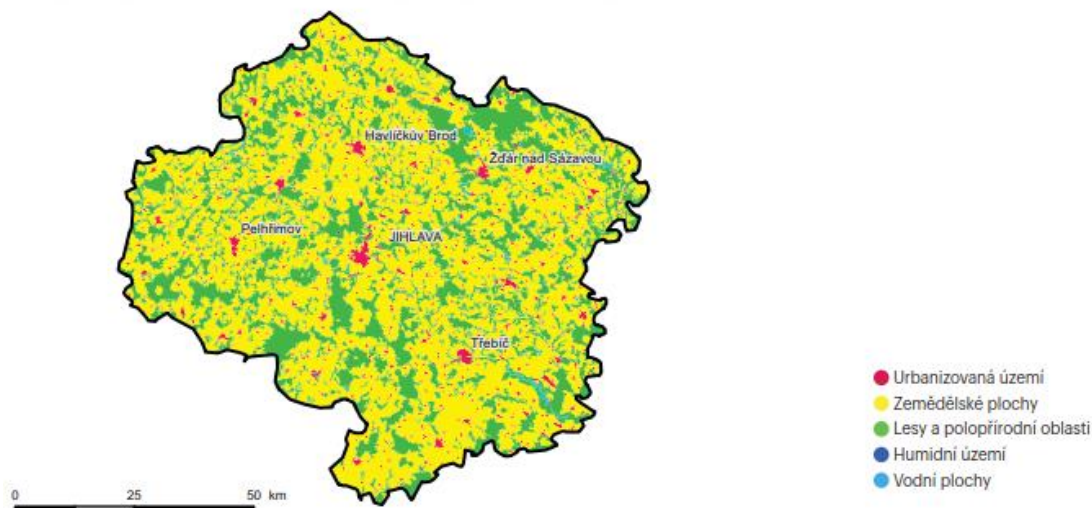 Havlíčkův Brod
Žďár nad Sázavou
Pelhřimov
JIHLAVA
Třebíč
Urbanizovaná území
Zemědělské plochy
Lesy a polopřírodní oblasti
Humidní území
Vodní plochy
0 25 50 km